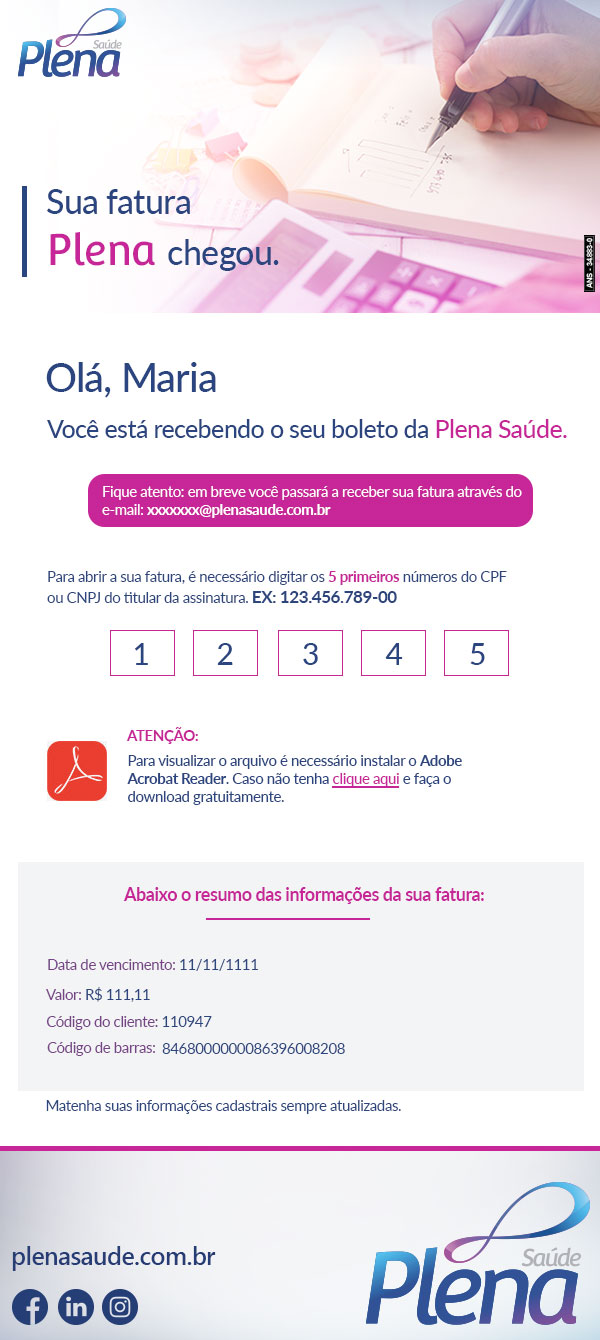 Plena Saúde
Sua fatura
Plena chegou.
ANS - 34.883-0
Olá, Maria
Você está recebendo o seu boleto da Plena Saúde.
Fique atento: em breve você passará a receber sua fatura através do
e-mail: xxxxxxx@plenasaude.com.br
Para abrir a sua fatura, é necessário digitar os 5 primeiros números do CPF
ou CNPJ do titular da assinatura. EX: 123.456.789-00
1 2 3 4 5
ATENÇÃO:
Para visualizar o arquivo é necessário instalar o Adobe
Acrobat Reader. Caso não tenha clique aqui e faça o
download gratuitamente.
Abaixo o resumo das informações da sua fatura:
Data de vencimento: 11/11/1111
Valor: R$ 111,11
Código do cliente: 110947
Código de barras: 8468000000086396008208
Matenha suas informações cadastrais sempre atualizadas.
plenasaude.com.br
Plena Saúde